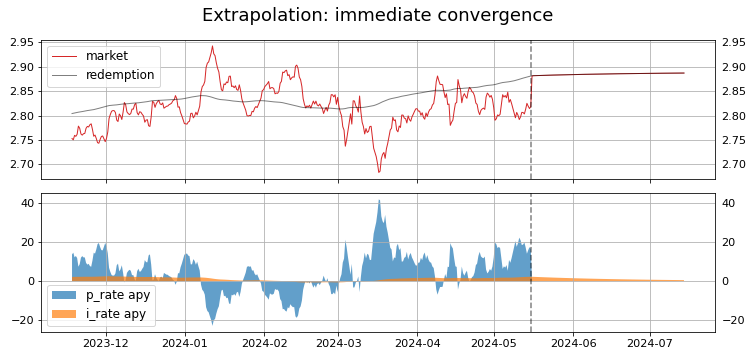 Extrapolation: immediate convergence
2.95 2.95
market
2.90 redemption 2.90
2.85 2.85
2.80 2.80
2.75 2.75
2.70 2.70
40 40
20 20
0 0
p_rate apy
−20 i_rate apy −20
2023-12 2024-01 2024-02 2024-03 2024-04 2024-05 2024-06 2024-07